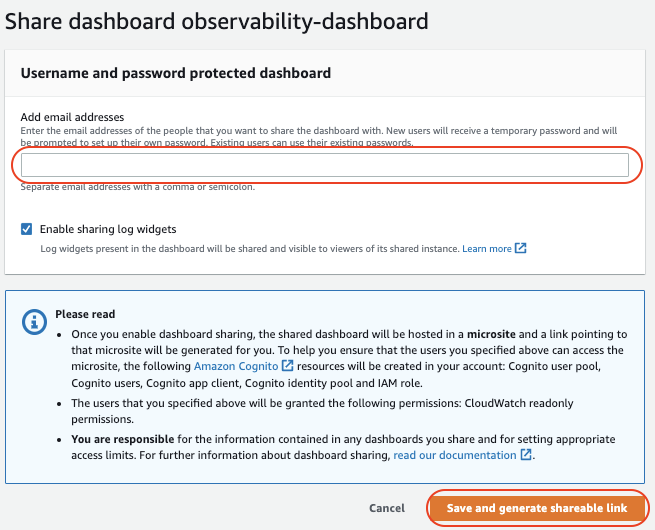 Share dashboard observability-dashboard
Username and password protected dashboard
Add email addresses
Enter the email addresses of the people that you want to share the dashboard with. New users will receive a temporary password and will
be prompted to set up their own password. Existing users can use their existing passwords.
Separate email addresses with a comma or semicolon.
Enable sharing log widgets
Log widgets present in the dashboard will be shared and visible to viewers of its shared instance. Learn more
Please read
• Once you enable dashboard sharing, the shared dashboard will be hosted in a microsite and a link pointing to
that microsite will be generated for you. To help you ensure that the users you specified above can access the
microsite, the following Amazon Cognito resources will be created in your account: Cognito user pool,
Cognito users, Cognito app client, Cognito identity pool and IAM role.
• The users that you specified above will be granted the following permissions: CloudWatch readonly
permissions.
• You are responsible for the information contained in any dashboards you share and for setting appropriate
access limits. For further information about dashboard sharing, read our documentation.
Cancel
Save and generate shareable link